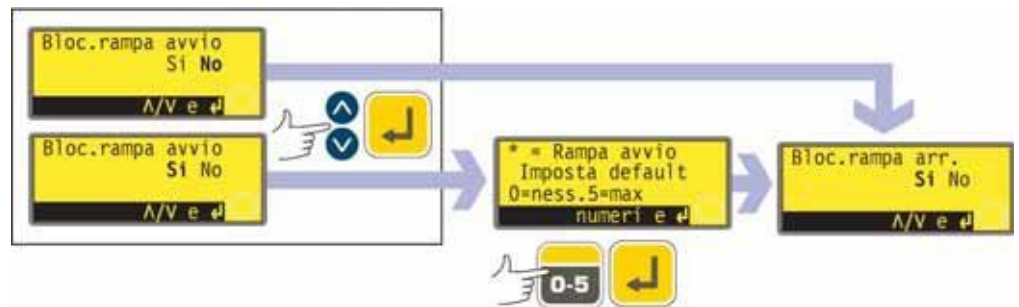 Bloc.rampa avvio
Si No
Λ/V e ↲
Bloc.rampa avvio
Si No
Λ/V e ↲
* = Rampa avvio
Imposta default
0=ness.5=max
numeri e ↲
0-5
Bloc.rampa arr.
Si No
Λ/V e ↲